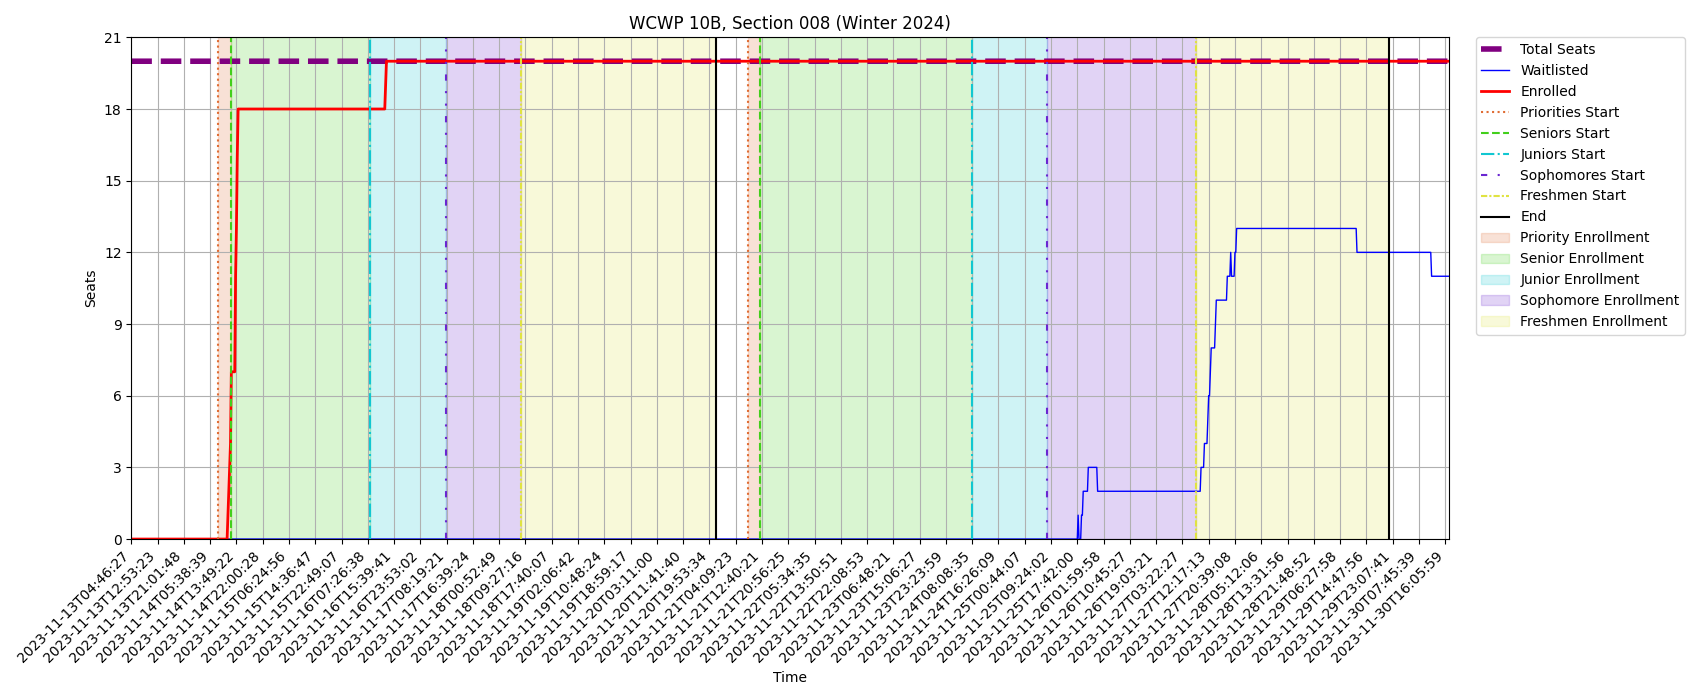 WCWP 10B, Section 008 (Winter 2024)
21
18
15
12
9
6
3
0
Seats
2023-11-13T04:46:27
2023-11-13T12:53:23
2023-11-13T21:01:48
2023-11-14T05:38:39
2023-11-14T13:49:22
2023-11-14T22:00:28
2023-11-15T06:24:56
2023-11-15T14:36:47
2023-11-15T22:49:07
2023-11-16T07:26:38
2023-11-16T15:39:41
2023-11-16T23:53:02
2023-11-17T08:19:21
2023-11-17T16:39:24
2023-11-18T00:52:49
2023-11-18T09:27:16
2023-11-18T17:40:07
2023-11-19T02:06:42
2023-11-19T10:48:24
2023-11-19T18:59:17
2023-11-20T03:11:00
2023-11-20T11:41:40
2023-11-20T19:53:34
2023-11-21T04:09:23
2023-11-21T12:40:21
2023-11-21T20:56:25
2023-11-22T05:34:35
2023-11-22T13:50:51
2023-11-22T22:08:53
2023-11-23T06:48:21
2023-11-23T15:06:27
2023-11-23T23:23:59
2023-11-24T08:08:35
2023-11-24T16:26:09
2023-11-25T00:44:07
2023-11-25T09:24:02
2023-11-25T17:42:00
2023-11-26T01:59:58
2023-11-26T10:45:27
2023-11-26T19:03:21
2023-11-27T03:22:27
2023-11-27T12:17:13
2023-11-27T20:39:08
2023-11-28T05:12:06
2023-11-28T13:31:56
2023-11-28T21:48:52
2023-11-29T06:27:58
2023-11-29T14:47:56
2023-11-29T23:07:41
2023-11-30T07:45:39
2023-11-30T16:05:59
Time
Total Seats
Waitlisted
Enrolled
Priorities Start
Seniors Start
Juniors Start
Sophomores Start
Freshmen Start
End
Priority Enrollment
Senior Enrollment
Junior Enrollment
Sophomore Enrollment
Freshmen Enrollment